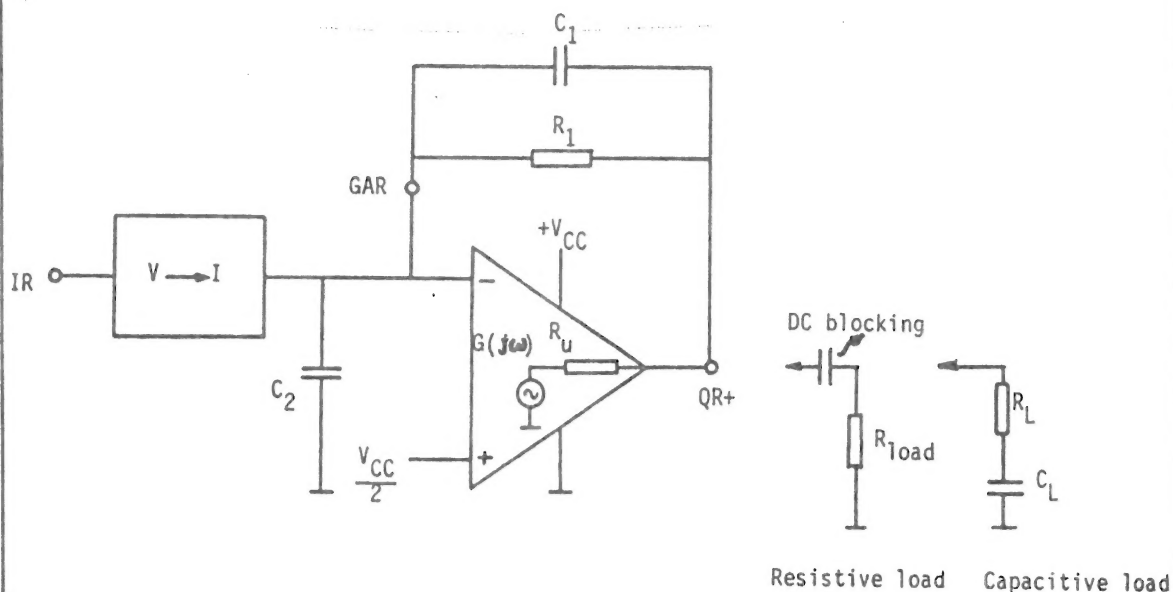 C1
R1
GAR
+VCC
IR
V → I
−
G(jω)
Ru
DC blocking
C2
QR+
RL
Rload
VCC
2
+
CL
Resistive load Capacitive load